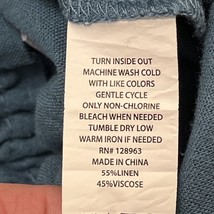 TURN INSIDE OUT
MACHINE WASH COLD
WITH LIKE COLORS
GENTLE CYCLE
ONLY NON-CHLORINE
BLEACH WHEN NEEDED
TUMBLE DRY LOW
WARM IRON IF NEEDED
RN# 128963
MADE IN CHINA
55%LINEN
45%VISCOSE